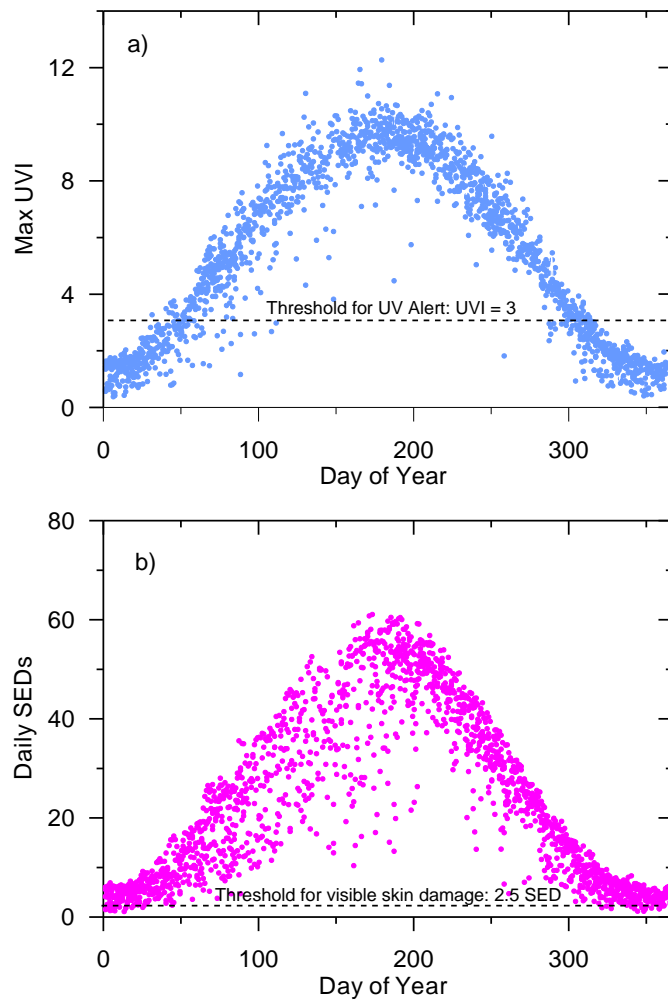 a)
12
8
4
0
Max UVI
Threshold for UV Alert: UVI = 3
0 100 200 300
Day of Year
80
b)
60
40
20
0
Daily SEDs
Threshold for visible skin damage: 2.5 SED
0 100 200 300
Day of Year